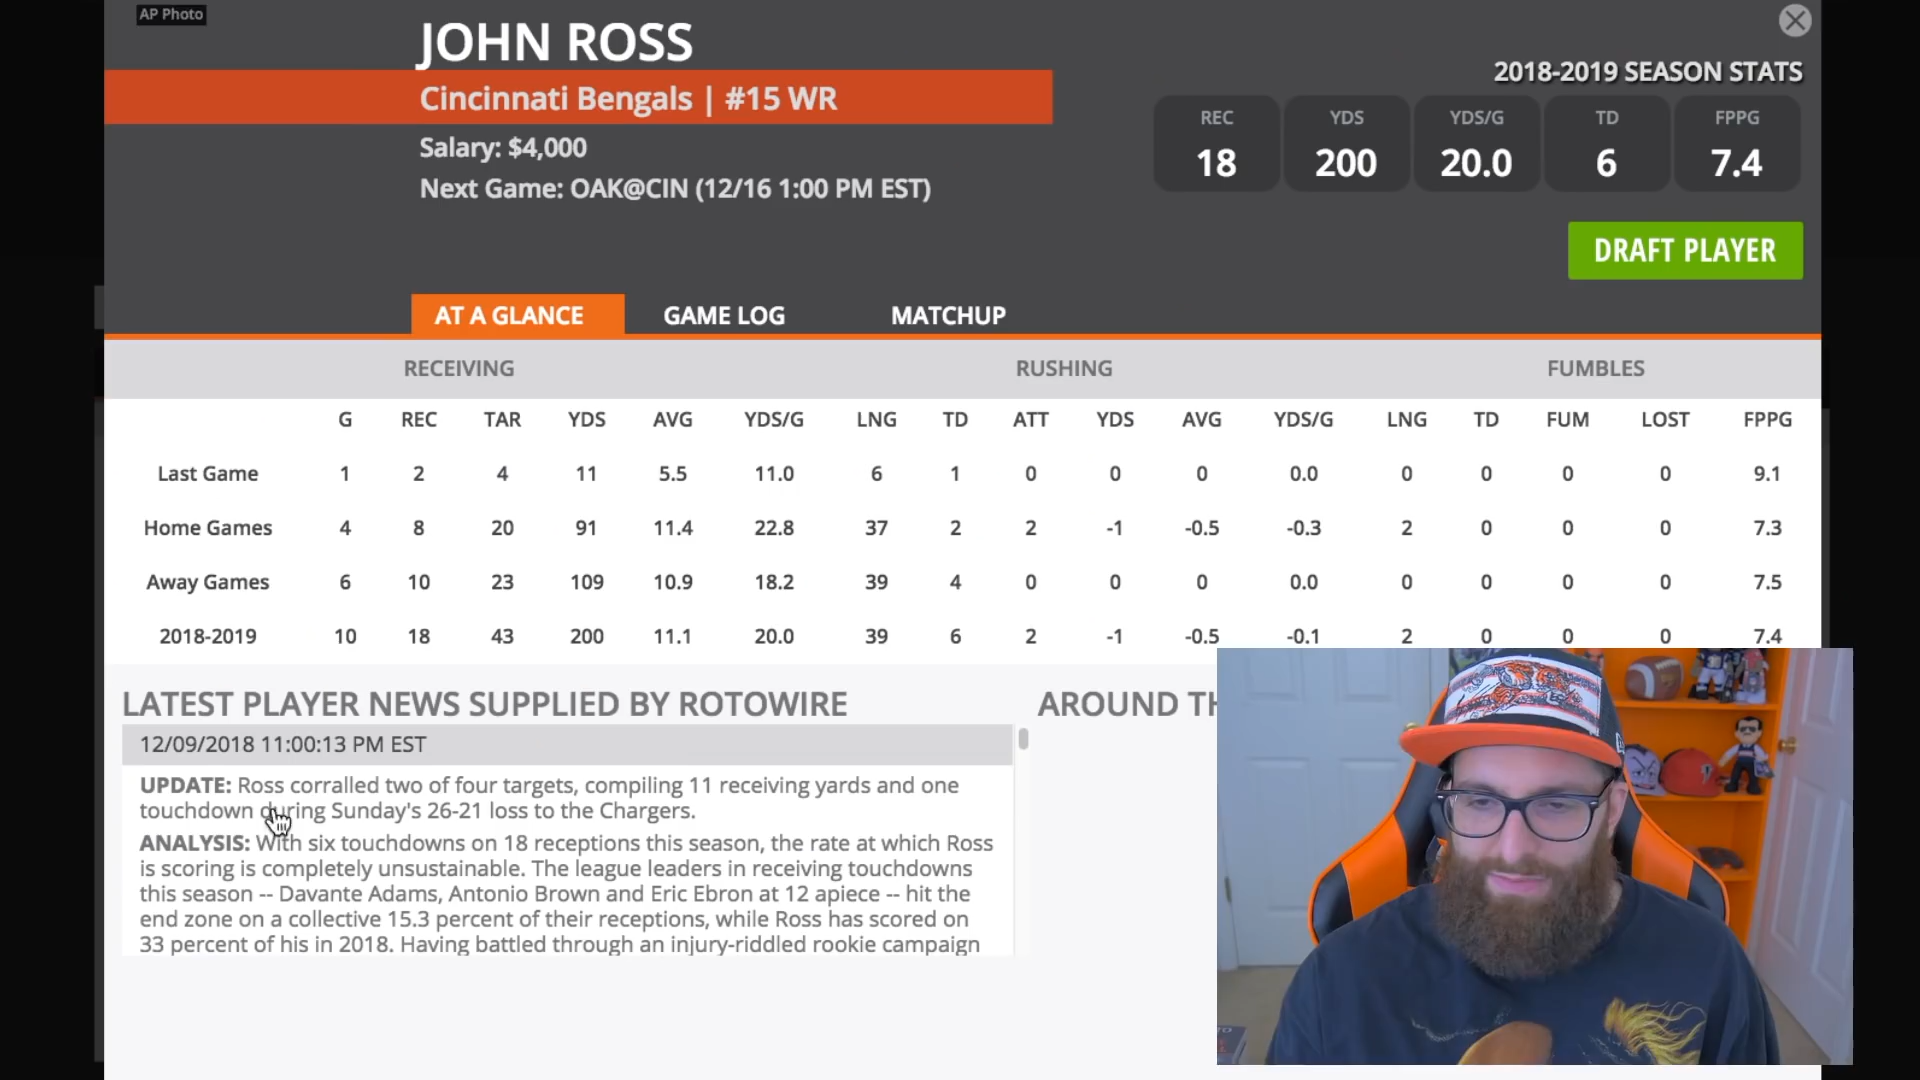 AP Photo
JOHN ROSS
Cincinnati Bengals | #15 WR
Salary: $4,000
Next Game: OAK@CIN (12/16 1:00 PM EST)
2018-2019 SEASON STATS
REC YDS YDS/G TD FPPG
18 200 20.0 6 7.4
DRAFT PLAYER
AT A GLANCE GAME LOG MATCHUP
RECEIVING RUSHING FUMBLES
G REC TAR YDS AVG YDS/G LNG TD ATT YDS AVG YDS/G LNG TD FUM LOST FPPG
Last Game 1 2 4 11 5.5 11.0 6 1 0 0 0 0.0 0 0 0 0 9.1
Home Games 4 8 20 91 11.4 22.8 37 2 2 -1 -0.5 -0.3 2 0 0 0 7.3
Away Games 6 10 23 109 10.9 18.2 39 4 0 0 0 0.0 0 0 0 0 7.5
2018-2019 10 18 43 200 11.1 20.0 39 6 2 -1 -0.5 -0.1 2 0 0 0 7.4
LATEST PLAYER NEWS SUPPLIED BY ROTOWIRE
AROUND TH
12/09/2018 11:00:13 PM EST
UPDATE: Ross corralled two of four targets, compiling 11 receiving yards and one
touchdown during Sunday's 26-21 loss to the Chargers.
ANALYSIS: With six touchdowns on 18 receptions this season, the rate at which Ross
is scoring is completely unsustainable. The league leaders in receiving touchdowns
this season -- Davante Adams, Antonio Brown and Eric Ebron at 12 apiece -- hit the
end zone on a collective 15.3 percent of their receptions, while Ross has scored on
33 percent of his in 2018. Having battled through an injury-riddled rookie campaign